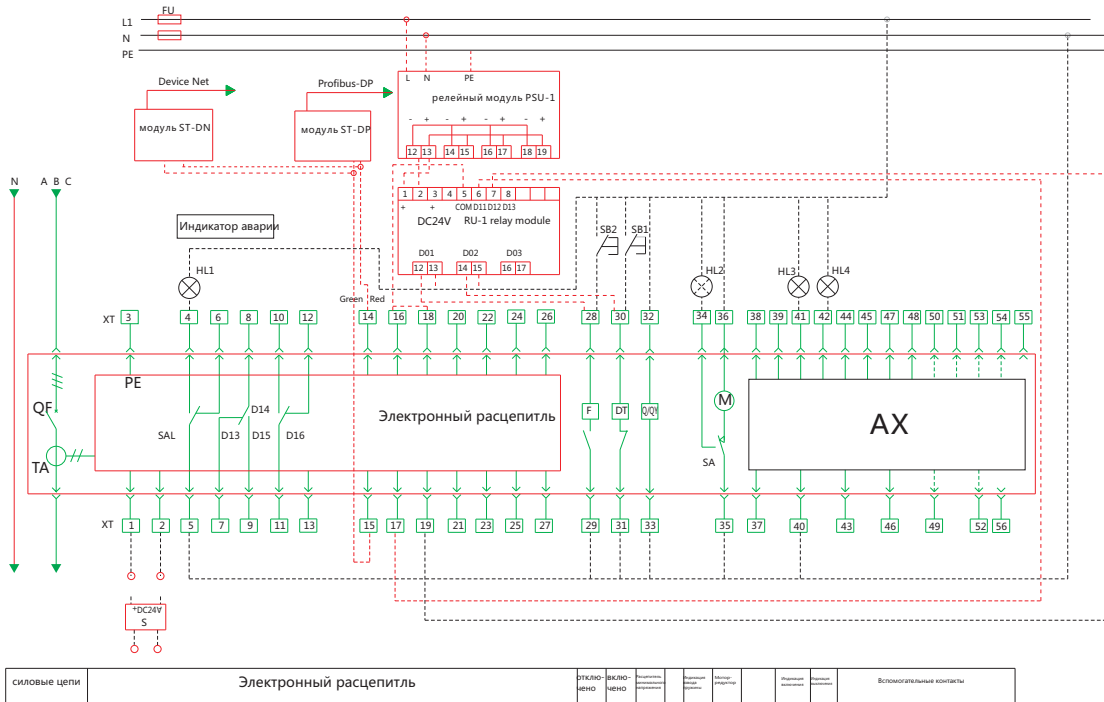 FU
L1
N
PE
L N PE
Device Net
Profibus-DP
релейный модуль PSU-1
модуль ST-DN
модуль ST-DP
- + - + - + - +
12 13 14 15 16 17 18 19
N A B C
1 2 3 4 5 6 7 8
+ + COM D11 D12 D13
DC24V RU-1 relay module
SB2 SB1
Индикатор аварии
D01 D02 D03
12 13 14 15 16 17
HL1
HL2
HL3 HL4
Green Red
XT 3 4 6 8 10 12 14 16 18 20 22 24 26 28 30 32 34 36 38 39 41 42 44 45 47 48 50 51 53 54 55
PE
QF
M
F DT Q/QY
D14
Электронный расцепитль
AX
SAL D13 D15 D16
TA
SA
XT 1 2 5 7 9 11 13 15 17 19 21 23 25 27 29 31 33 35 37 40 43 46 49 52 56
+DC24V
S
силовые цепи
Электронный расцепитль
отклю-
чено
вклю-
чено
Мотор-
редуктор
Вспомогательные контакты